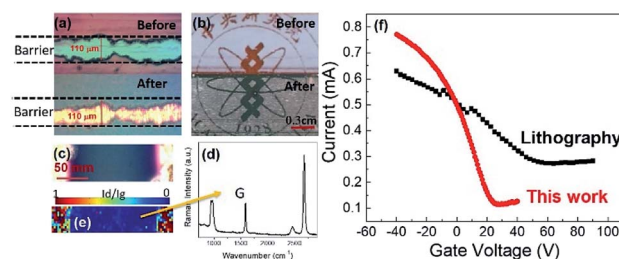 (a)
Before
110 μm
Barrier
After
110 μm
Barrier
(b)
Before
After
0.3cm
(c)
50 mm
1 Id/Ig 0
(e)
(d)
G
Raman Intensity (a.u.)
1000 1500 2000 2500
Wavenumber (cm⁻¹)
(f)
Current (mA)
0.8
0.7
0.6
0.5
0.4
0.3
0.2
0.1
Lithography
This work
-40 -20 0 20 40 60 80 100
Gate Voltage (V)